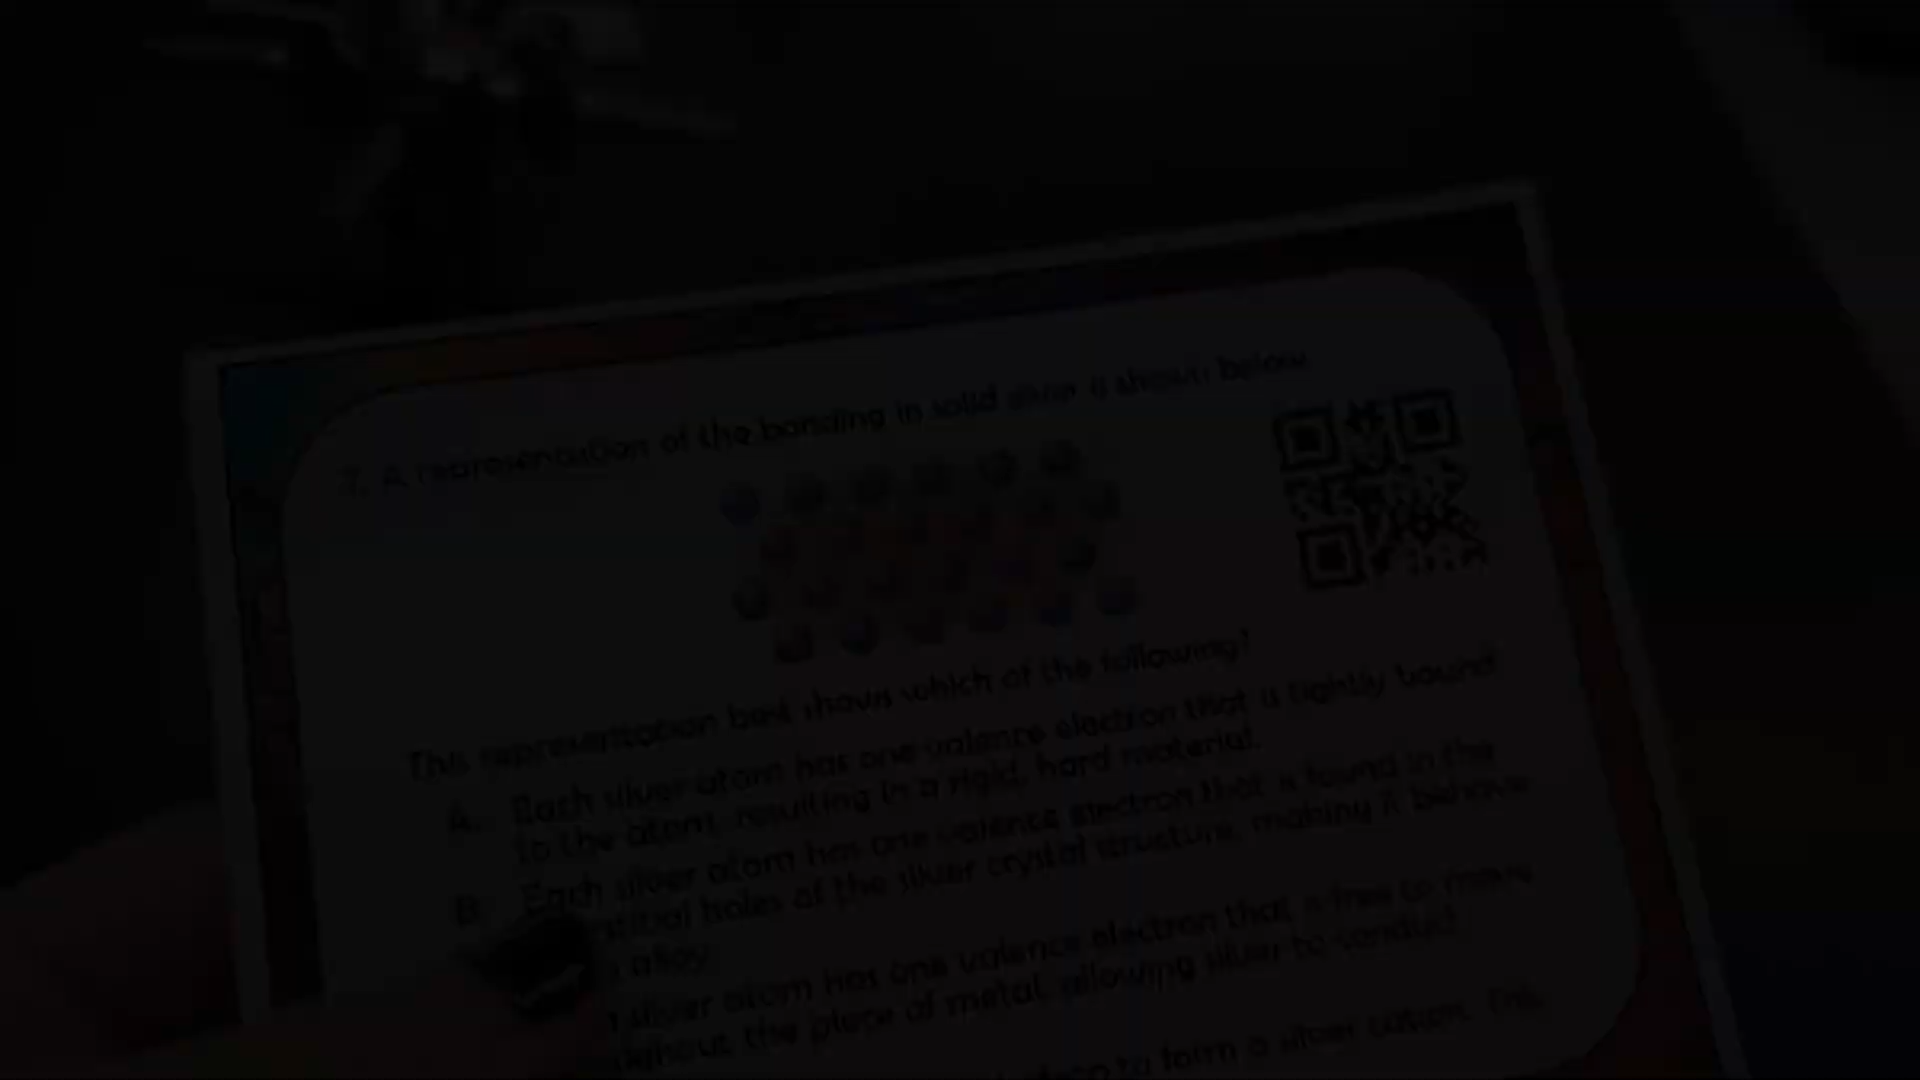 7. A representation of the bonding in solid silver is shown below.
This representation best shows which of the following?
A. Each silver atom has one valence electron that is tightly bound
to the atom, resulting in a rigid, hard material.
B. Each silver atom has one valence electron that is found in the
stitial holes of the silver crystal structure, making it behave
alloy.
silver atom has one valence electron that is free to move
ughout the piece of metal, allowing silver to conduct
to form a silver cation. The